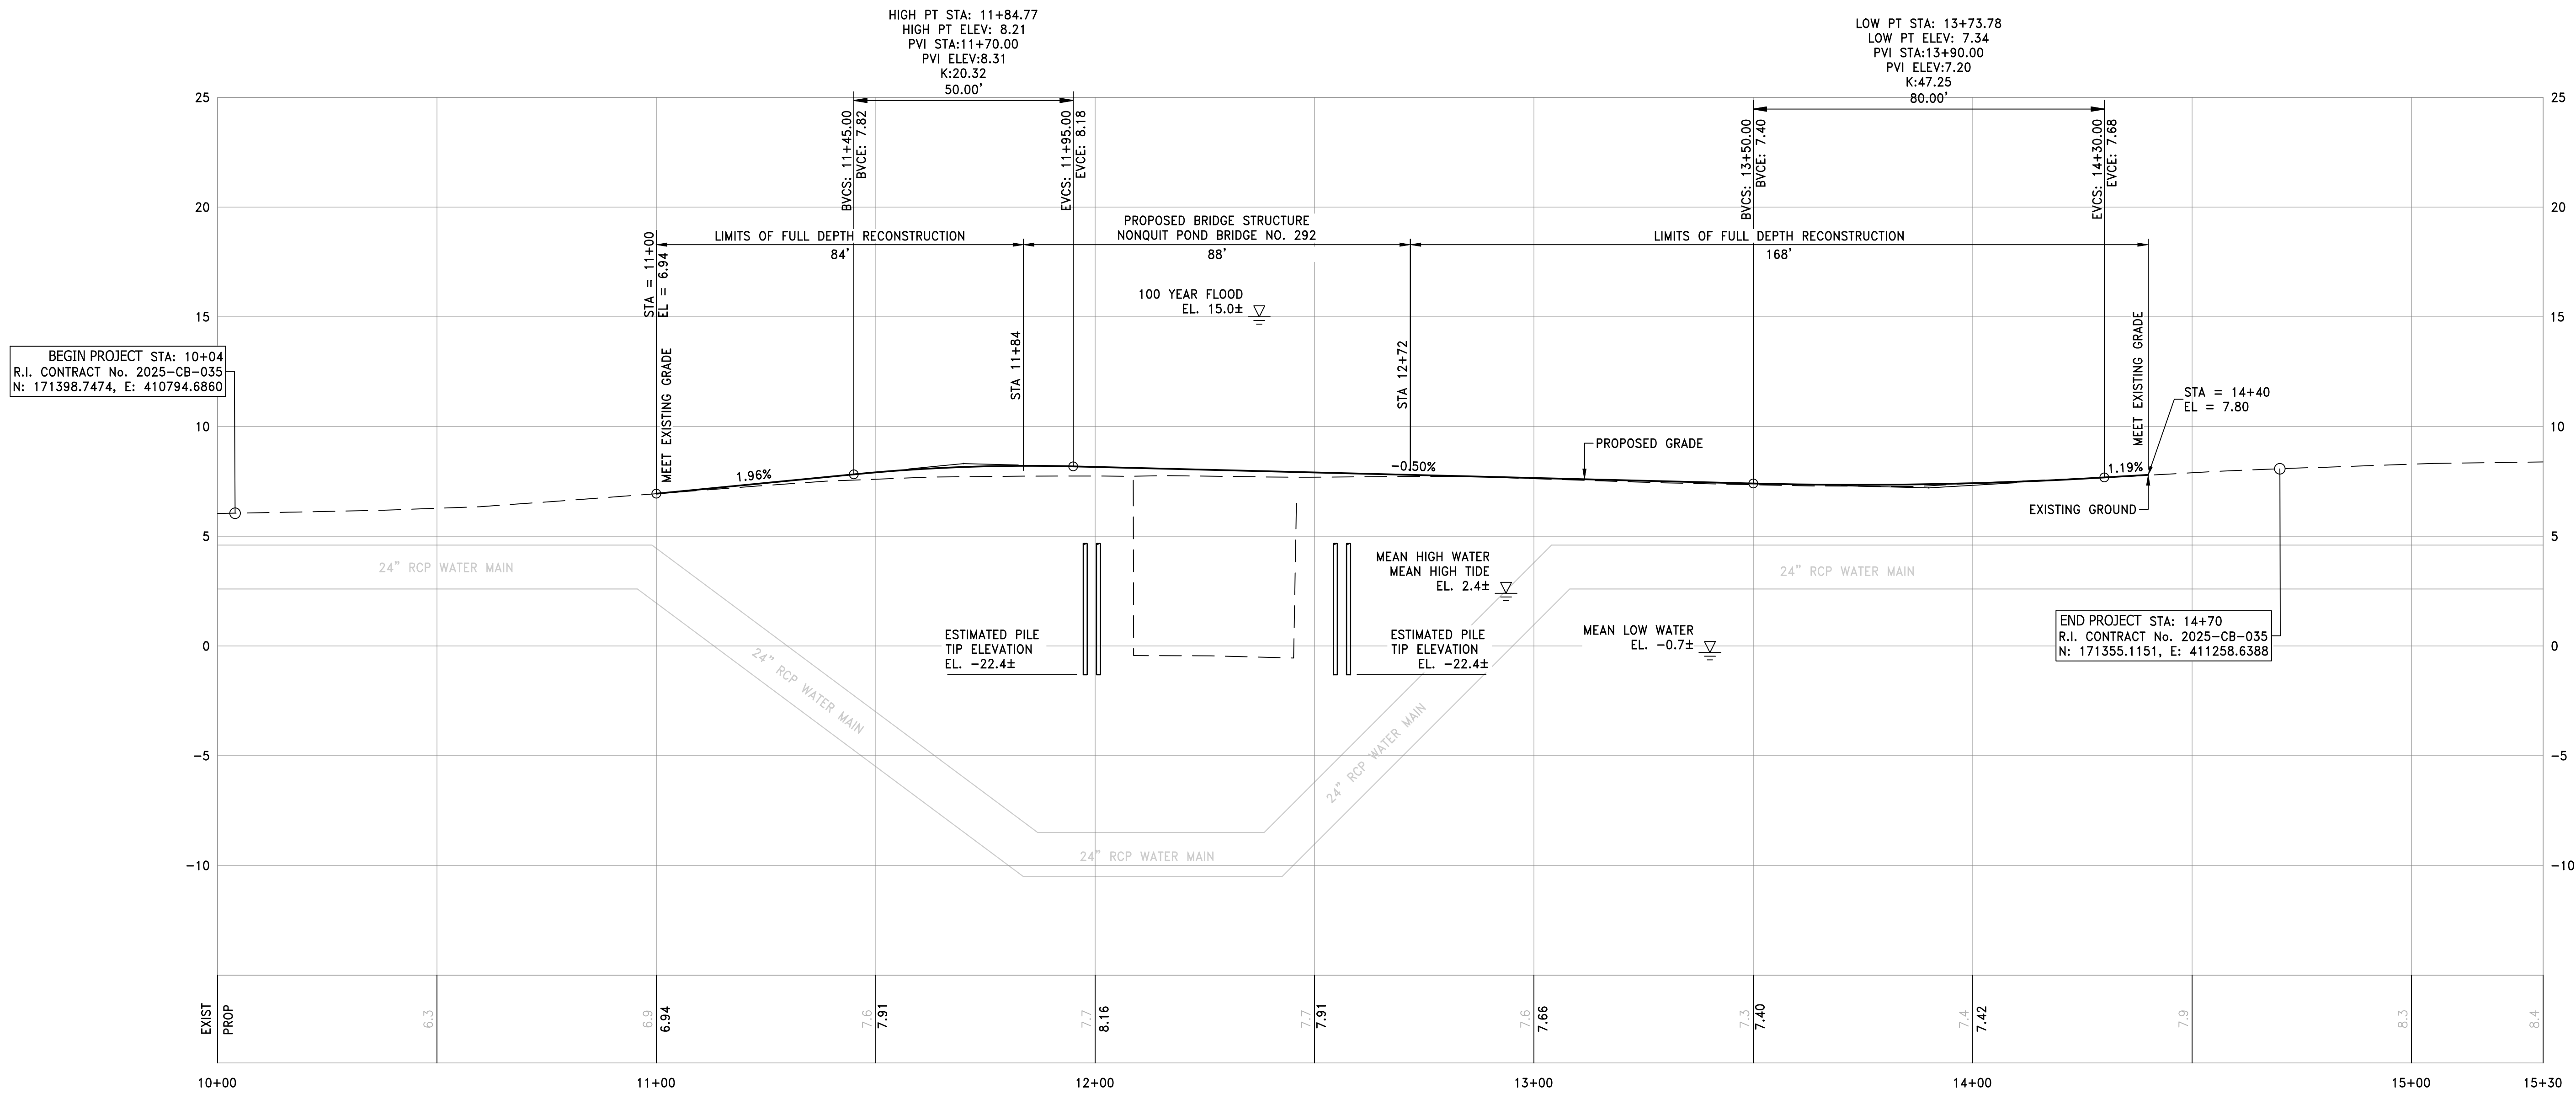 HIGH PT STA: 11+84.77
HIGH PT ELEV: 8.21
PVI STA:11+70.00
PVI ELEV:8.31
K:20.32
50.00'
LOW PT STA: 13+73.78
LOW PT ELEV: 7.34
PVI STA:13+90.00
PVI ELEV:7.20
K:47.25
80.00'
25
25
BVCS: 11+45.00
BVCE: 7.82
EVCS: 11+95.00
EVCE: 8.18
BVCS: 13+50.00
BVCE: 7.40
EVCS: 14+30.00
EVCE: 7.68
20
20
STA = 11+00
EL = 6.94
LIMITS OF FULL DEPTH RECONSTRUCTION
84'
PROPOSED BRIDGE STRUCTURE
NONQUIT POND BRIDGE NO. 292
88'
LIMITS OF FULL DEPTH RECONSTRUCTION
168'
100 YEAR FLOOD
EL. 15.0±
15
15
BEGIN PROJECT STA: 10+04
R.I. CONTRACT No. 2025-CB-035
N: 171398.7474, E: 410794.6860
MEET EXISTING GRADE
STA 11+84
STA 12+72
MEET EXISTING GRADE
STA = 14+40
EL = 7.80
10
10
PROPOSED GRADE
1.96%
-0.50%
1.19%
EXISTING GROUND
5
5
24" RCP WATER MAIN
MEAN HIGH WATER
MEAN HIGH TIDE
EL. 2.4±
24" RCP WATER MAIN
ESTIMATED PILE
TIP ELEVATION
EL. -22.4±
ESTIMATED PILE
TIP ELEVATION
EL. -22.4±
MEAN LOW WATER
EL. -0.7±
END PROJECT STA: 14+70
R.I. CONTRACT No. 2025-CB-035
N: 171355.1151, E: 411258.6388
0
0
24" RCP WATER MAIN
24" RCP WATER MAIN
-5
-5
24" RCP WATER MAIN
-10
-10
EXIST
PROP
6.3
6.9
6.94
7.6
7.91
7.7
8.16
7.7
7.91
7.6
7.66
7.3
7.40
7.4
7.42
7.9
8.3
8.4
10+00
11+00
12+00
13+00
14+00
15+00
15+30